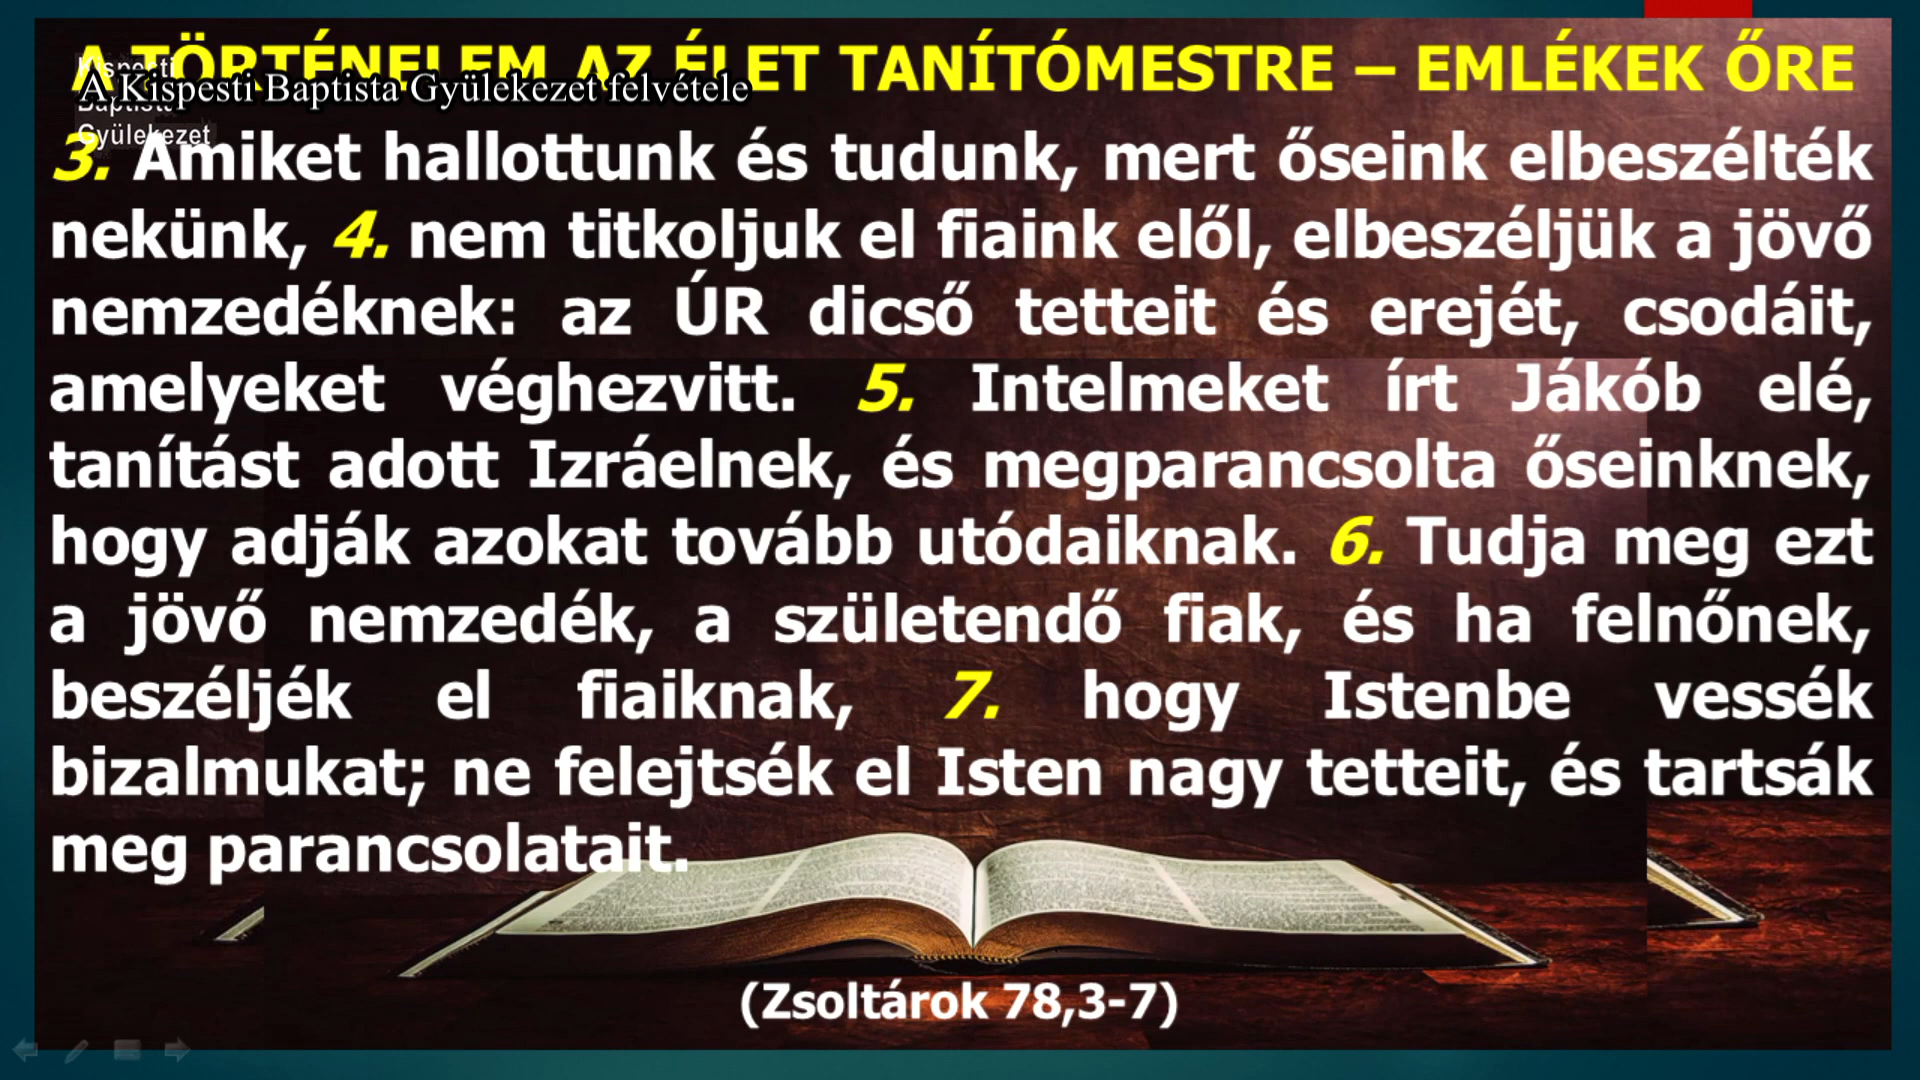 A TÖRTÉNELEM AZ ÉLET TANÍTÓMESTRE – EMLÉKEK ŐRE
Kispesti
Baptista
Gyülekezet
A Kispesti Baptista Gyülekezet felvétele
3. Amiket hallottunk és tudunk, mert őseink elbeszélték
nekünk, 4. nem titkoljuk el fiaink elől, elbeszéljük a jövő
nemzedéknek: az ÚR dicső tetteit és erejét, csodáit,
amelyeket véghezvitt. 5. Intelmeket írt Jákób elé,
tanítást adott Izráelnek, és megparancsolta őseinknek,
hogy adják azokat tovább utódaiknak. 6. Tudja meg ezt
a jövő nemzedék, a születendő fiak, és ha felnőnek,
beszéljék el fiaiknak, 7. hogy Istenbe vessék
bizalmukat; ne felejtsék el Isten nagy tetteit, és tartsák
meg parancsolatait.
(Zsoltárok 78,3-7)